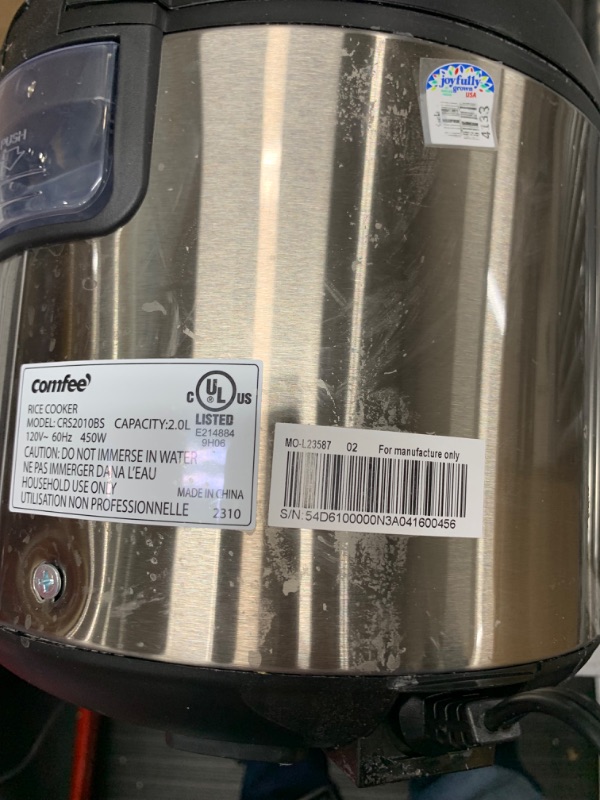 PUSH
joyfully
grown
USA
4133
comfee'
C UL US
LISTED
E214884
9H06
RICE COOKER
MODEL: CRS2010BS CAPACITY:2.0L
120V~ 60Hz 450W
CAUTION: DO NOT IMMERSE IN WATER
NE PAS IMMERGER DANA L'EAU
HOUSEHOLD USE ONLY MADE IN CHINA
UTILISATION NON PROFESSIONNELLE 2310
MO-L23587 02 For manufacture only
S/N:54D6100000N3A041600456